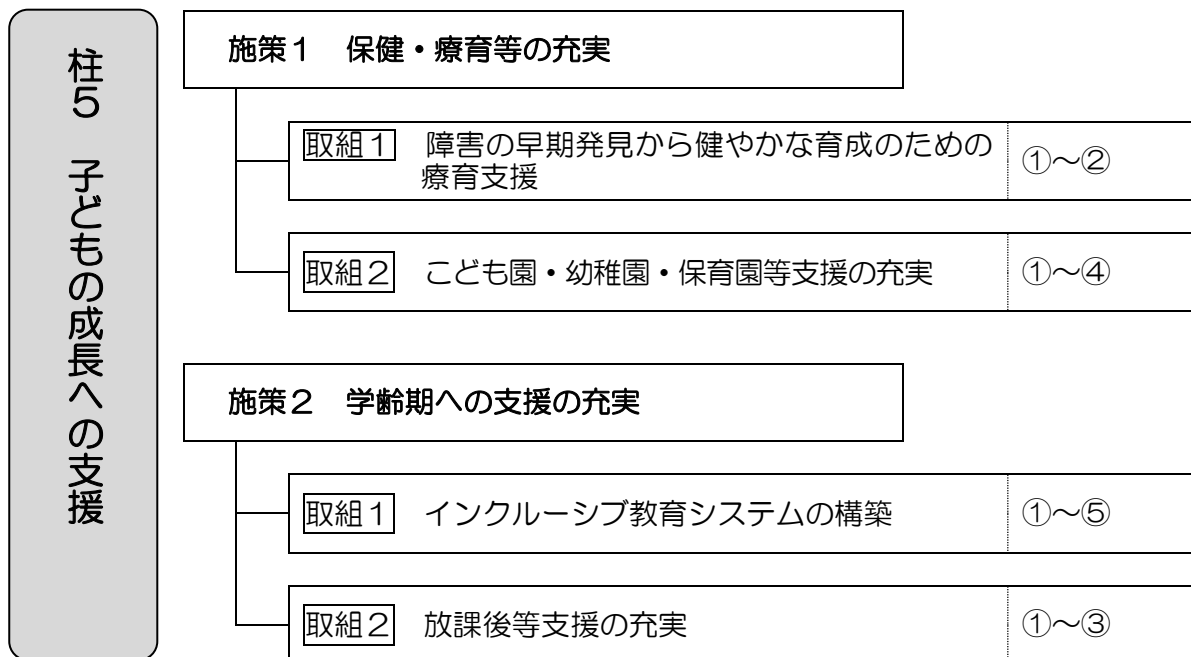 柱５　子どもの成長への支援
施策１　保健・療育等の充実
取組１　障害の早期発見から健やかな育成のための
療育支援
①～②
取組２　こども園・幼稚園・保育園等支援の充実
①～④
施策２　学齢期への支援の充実
取組１　インクルーシブ教育システムの構築
①～⑤
取組２　放課後等支援の充実
①～③